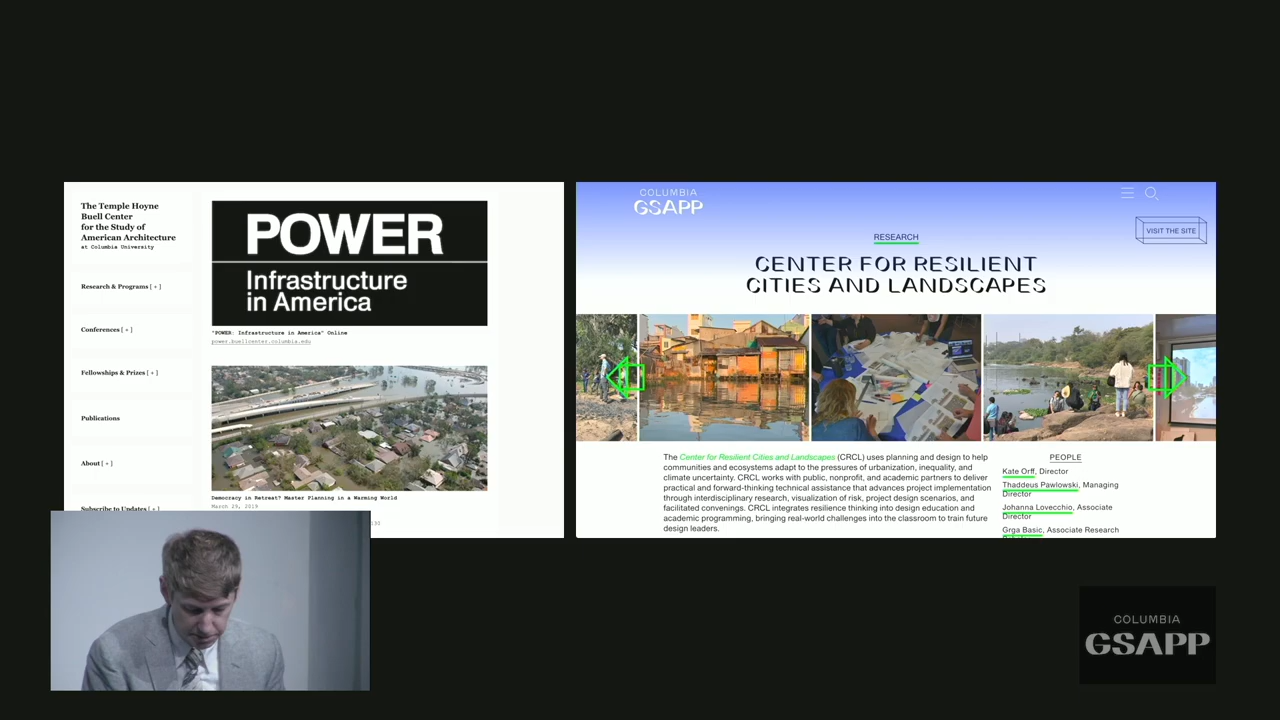 The Temple Hoyne
Buell Center
for the Study of
American Architecture
at Columbia University
Research & Programs [ + ]
Conferences [ + ]
Fellowships & Prizes [ + ]
Publications
About [ + ]
Subscribe to Updates [ + ]
POWER
Infrastructure
in America
"POWER: Infrastructure in America" Online
power.buellcenter.columbia.edu
Democracy in Retreat? Master Planning in a Warming World
March 29, 2019
COLUMBIA
GSAPP
VISIT THE SITE
RESEARCH
CENTER FOR RESILIENT
CITIES AND LANDSCAPES
The Center for Resilient Cities and Landscapes (CRCL) uses planning and design to help
communities and ecosystems adapt to the pressures of urbanization, inequality, and
climate uncertainty. CRCL works with public, nonprofit, and academic partners to deliver
practical and forward-thinking technical assistance that advances project implementation
through interdisciplinary research, visualization of risk, project design scenarios, and
facilitated convenings. CRCL integrates resilience thinking into design education and
academic programming, bringing real-world challenges into the classroom to train future
design leaders.
PEOPLE
Kate Orff, Director
Thaddeus Pawlowski, Managing
Director
Johanna Lovecchio, Associate
Director
Grga Basic, Associate Research
COLUMBIA
GSAPP